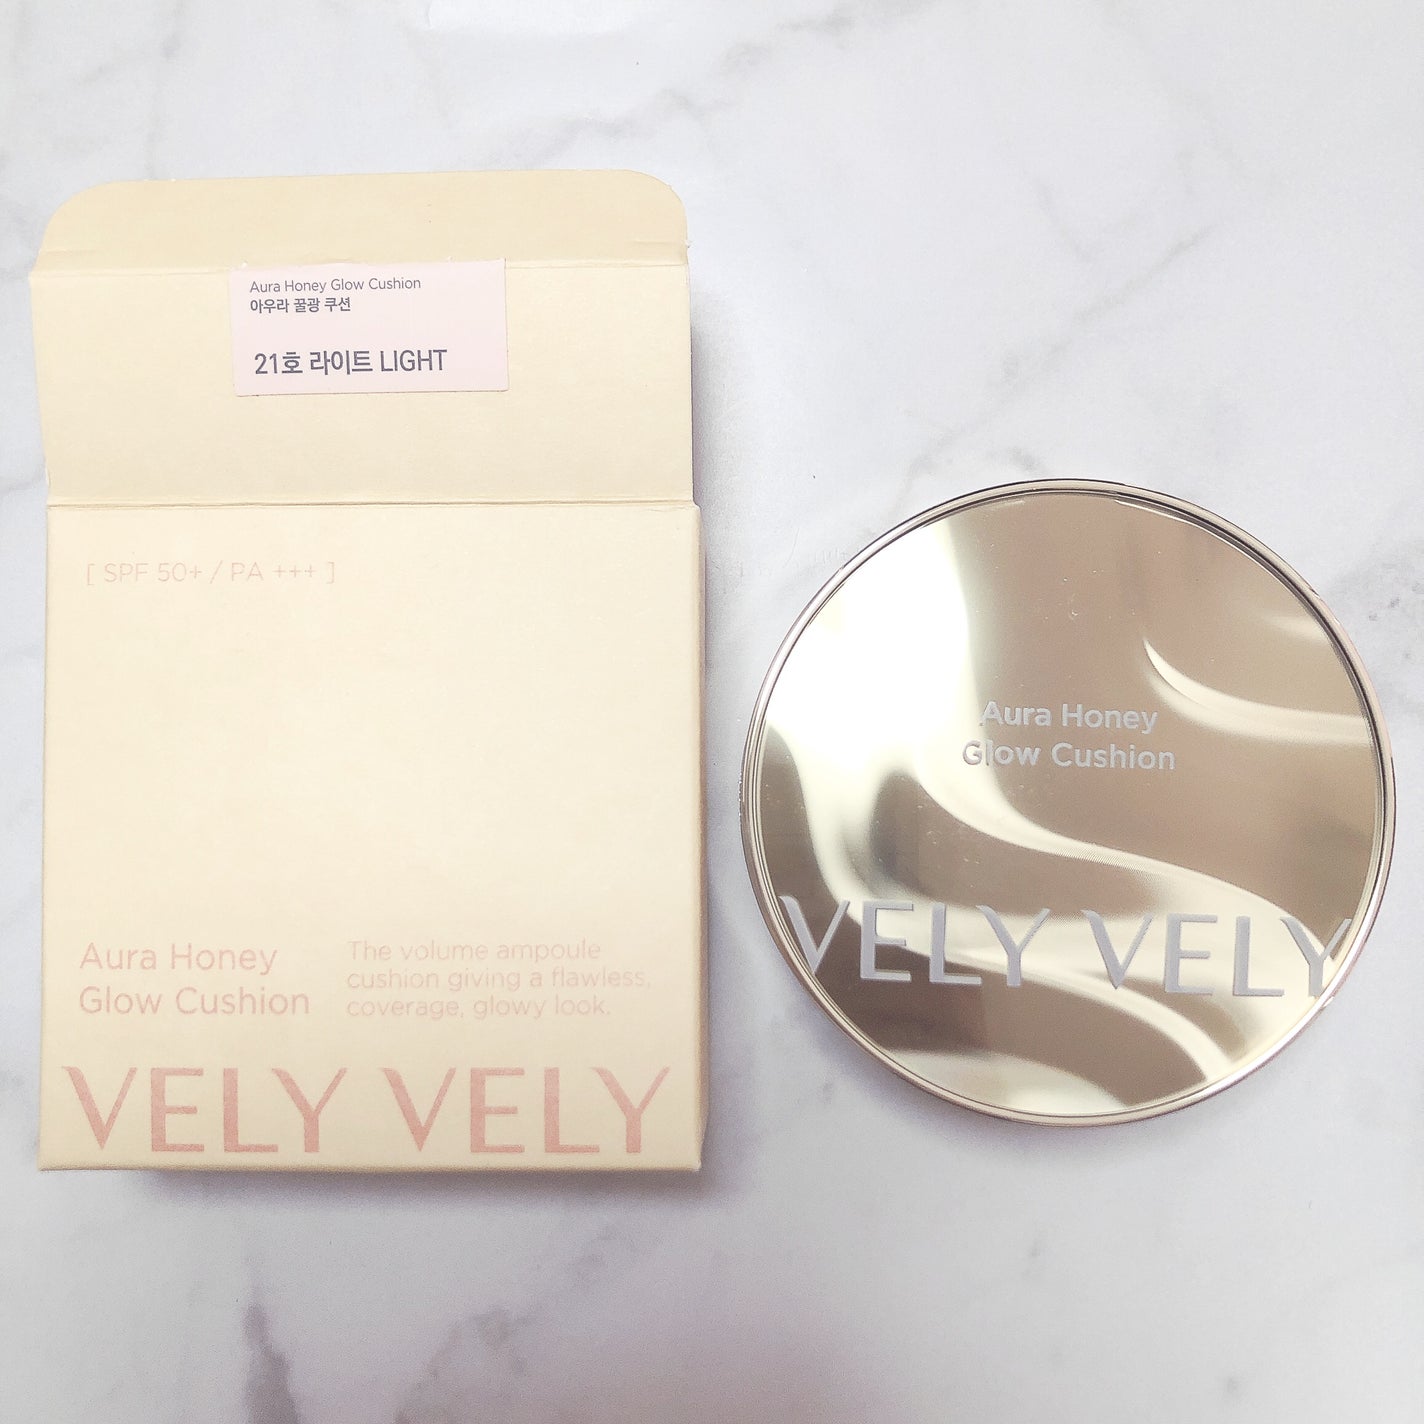 Aura Honey Glow Cushion
아우라 꿀광 쿠션
21호 라이트 LIGHT
[ SPF 50+ / PA +++ ]
Aura Honey
Glow Cushion
The volume ampoule
cushion giving a flawless,
coverage, glowy look.
VELY VELY
Aura Honey
Glow Cushion
VELY VELY